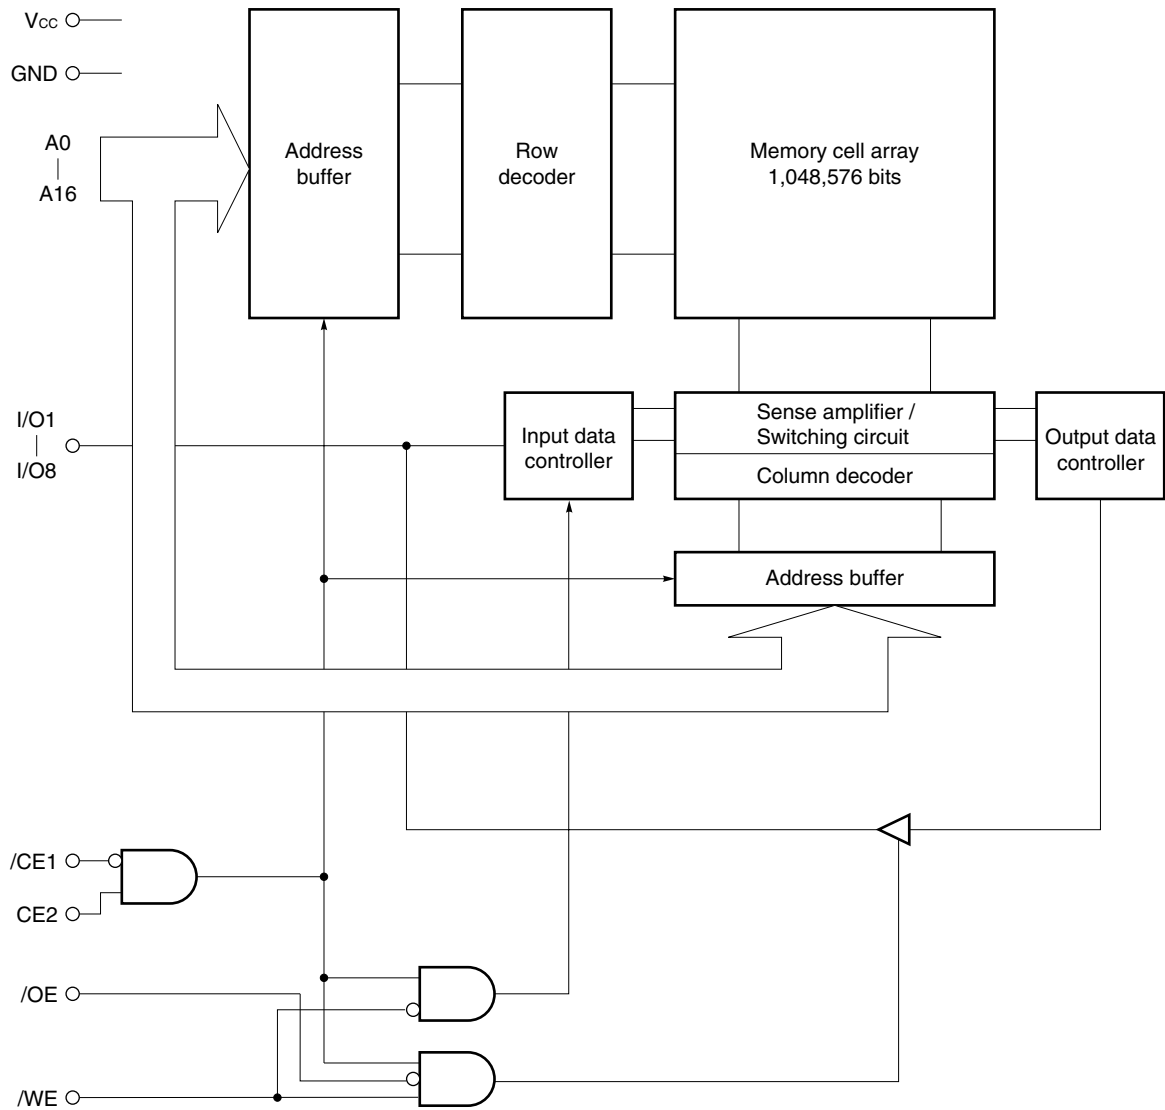 VCC
GND
A0
A16
Address
buffer
Row
decoder
Memory cell array
1,048,576 bits
I/O1
I/O8
Input data
controller
Sense amplifier /
Switching circuit
Column decoder
Output data
controller
Address buffer
/CE1
CE2
/OE
/WE